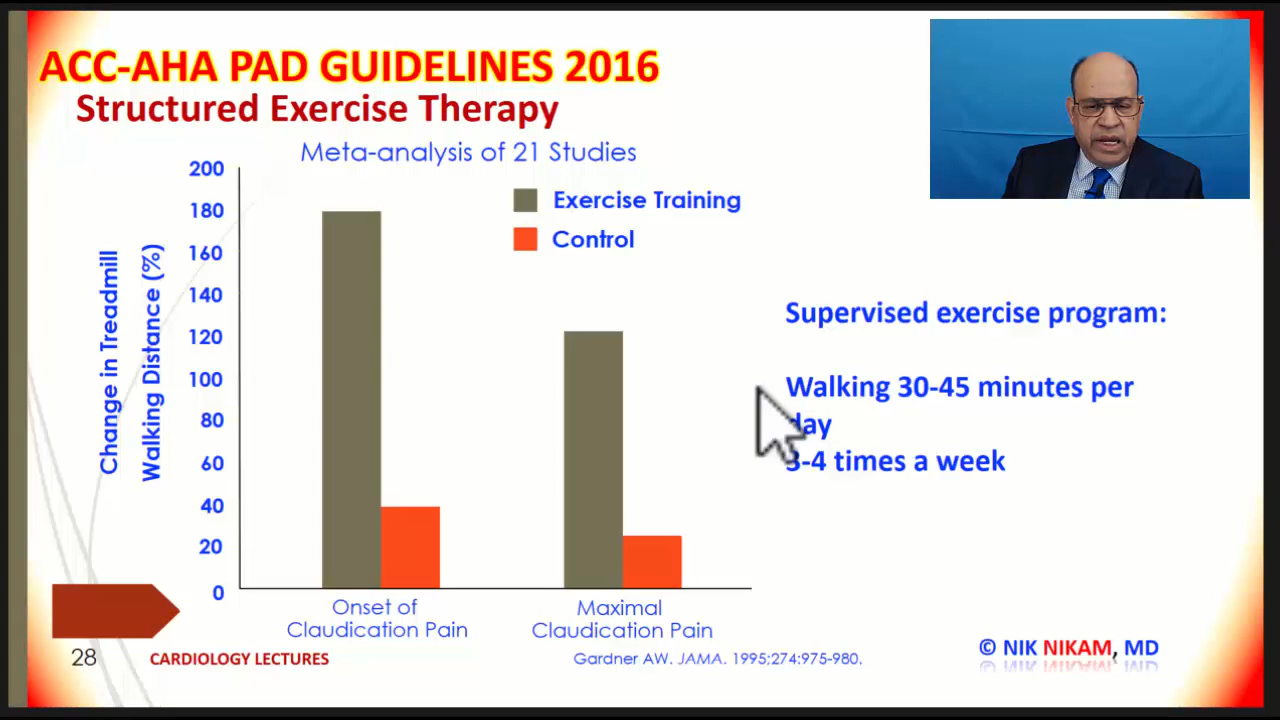 ACC-AHA PAD GUIDELINES 2016
Structured Exercise Therapy
Meta-analysis of 21 Studies
Exercise Training
Control
Change in Treadmill
Walking Distance (%)
200
180
160
140
120
100
80
60
40
20
0
Onset of
Claudication Pain
Maximal
Claudication Pain
Supervised exercise program:
Walking 30-45 minutes per
day
3-4 times a week
28
CARDIOLOGY LECTURES
Gardner AW. JAMA. 1995;274:975-980.
© NIK NIKAM, MD